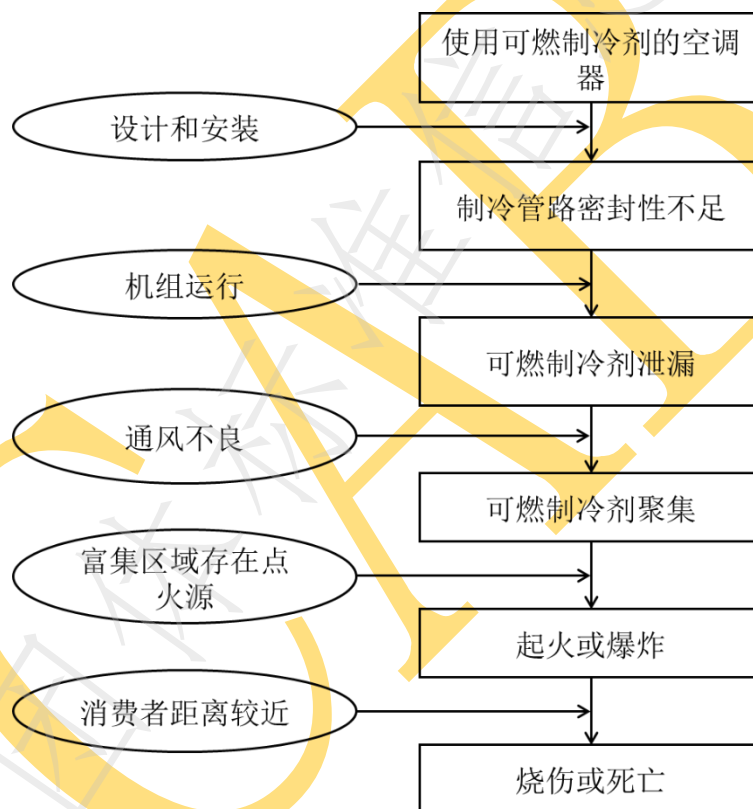 使用可燃制冷剂的空调
器
设计和安装
制冷管路密封性不足
机组运行
可燃制冷剂泄漏
通风不良
可燃制冷剂聚集
富集区域存在点
火源
起火或爆炸
消费者距离较近
烧伤或死亡